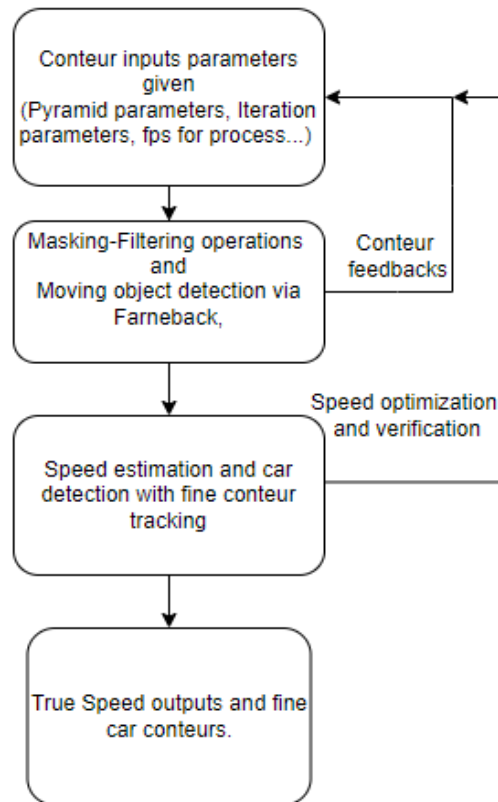 Conteur inputs parameters
given
(Pyramid parameters, Iteration
parameters, fps for process...)
Masking-Filtering operations
and
Moving object detection via
Farneback,
Conteur
feedbacks
Speed optimization
and verification
Speed estimation and car
detection with fine conteur
tracking
True Speed outputs and fine
car conteurs.